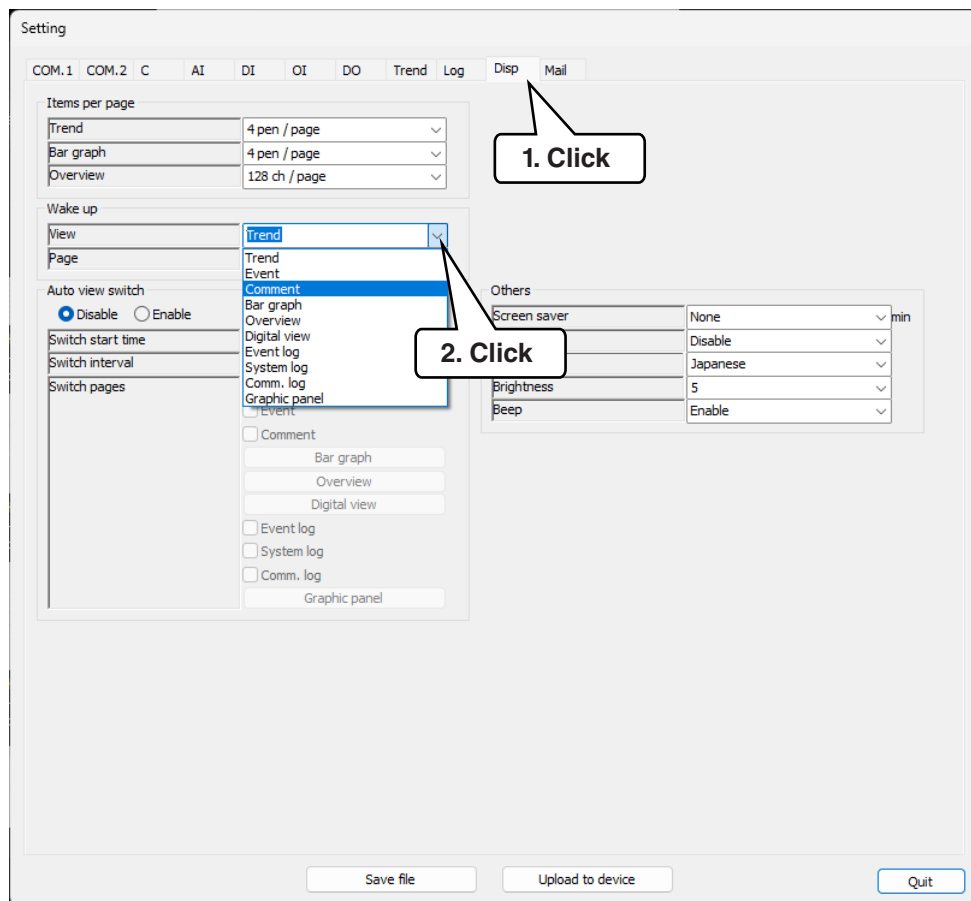 Setting
COM.1 COM.2 C AI DI OI DO Trend Log Disp Mail
1. Click
Items per page
Trend 4 pen / page
Bar graph 4 pen / page
Overview 128 ch / page
Wake up
View Trend
Page
Trend
Event
Comment
Bar graph
Overview
Digital view
Event log
System log
Comm. log
Graphic panel
2. Click
Auto view switch
Disable Enable
Switch start time
Switch interval
Switch pages
Event
Comment
Bar graph
Overview
Digital view
Event log
System log
Comm. log
Graphic panel
Others
Screen saver None min
Disable
Japanese
Brightness 5
Beep Enable
Save file Upload to device Quit